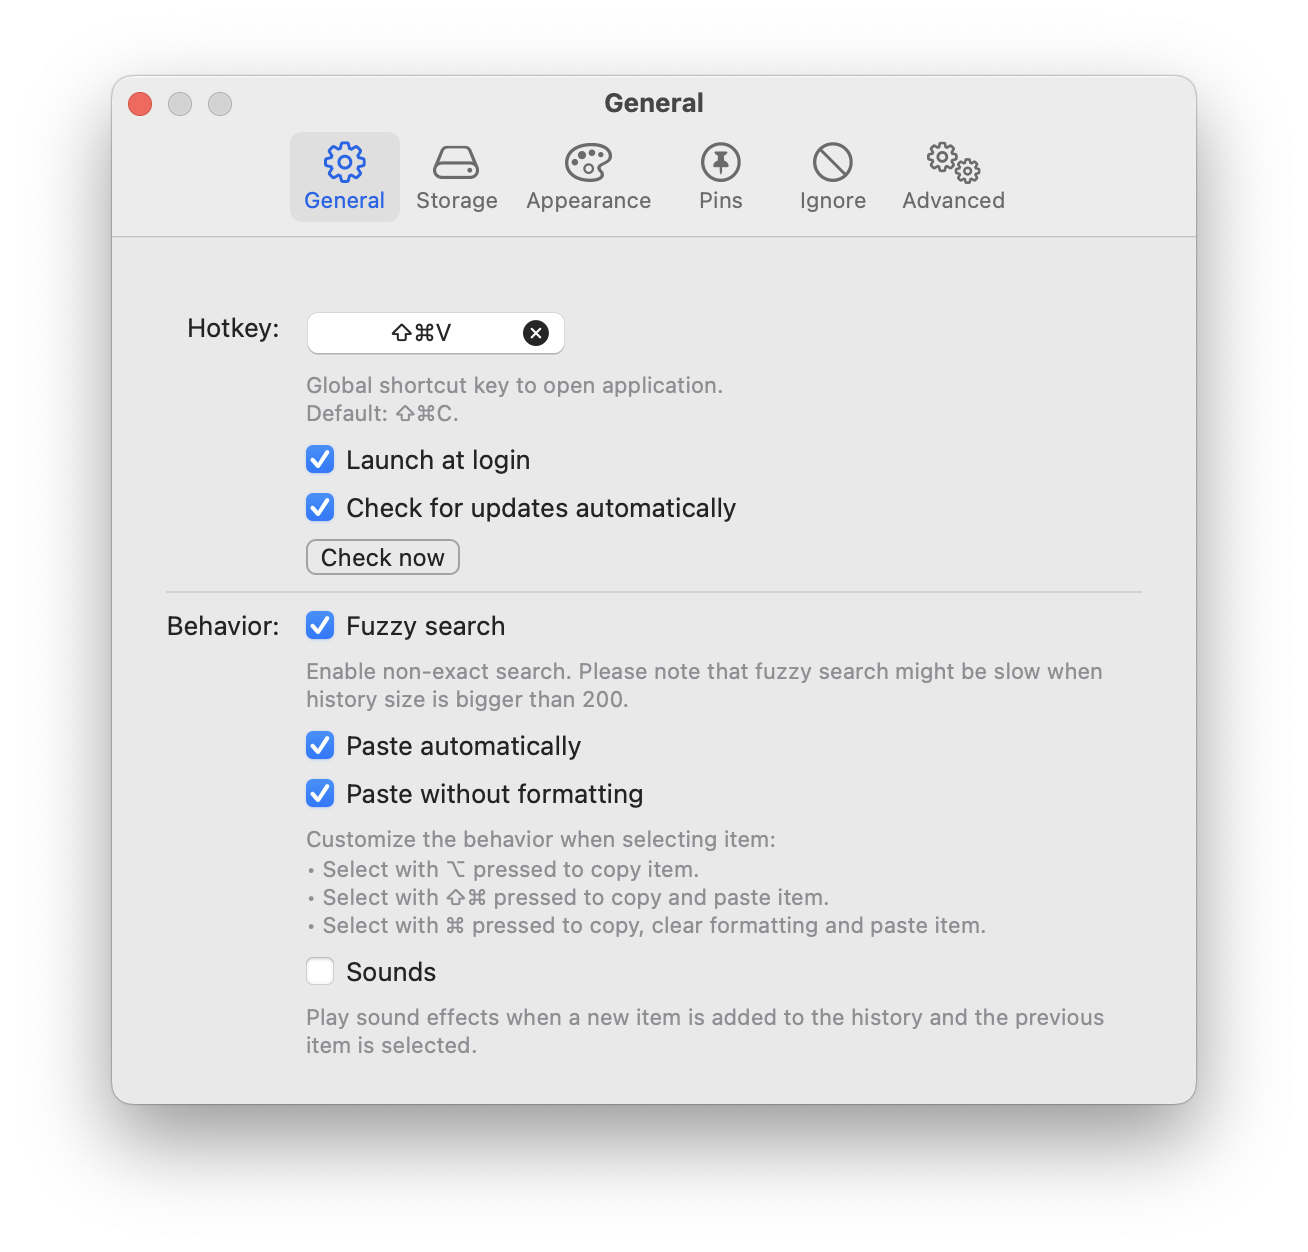 General
General
Storage
Appearance
Pins
Ignore
Advanced
Hotkey:
⇧⌘V
Global shortcut key to open application.
Default: ⇧⌘C.
Launch at login
Check for updates automatically
Check now
Behavior:
Fuzzy search
Enable non-exact search. Please note that fuzzy search might be slow when
history size is bigger than 200.
Paste automatically
Paste without formatting
Customize the behavior when selecting item:
• Select with ⌥ pressed to copy item.
• Select with ⇧⌘ pressed to copy and paste item.
• Select with ⌘ pressed to copy, clear formatting and paste item.
Sounds
Play sound effects when a new item is added to the history and the previous
item is selected.